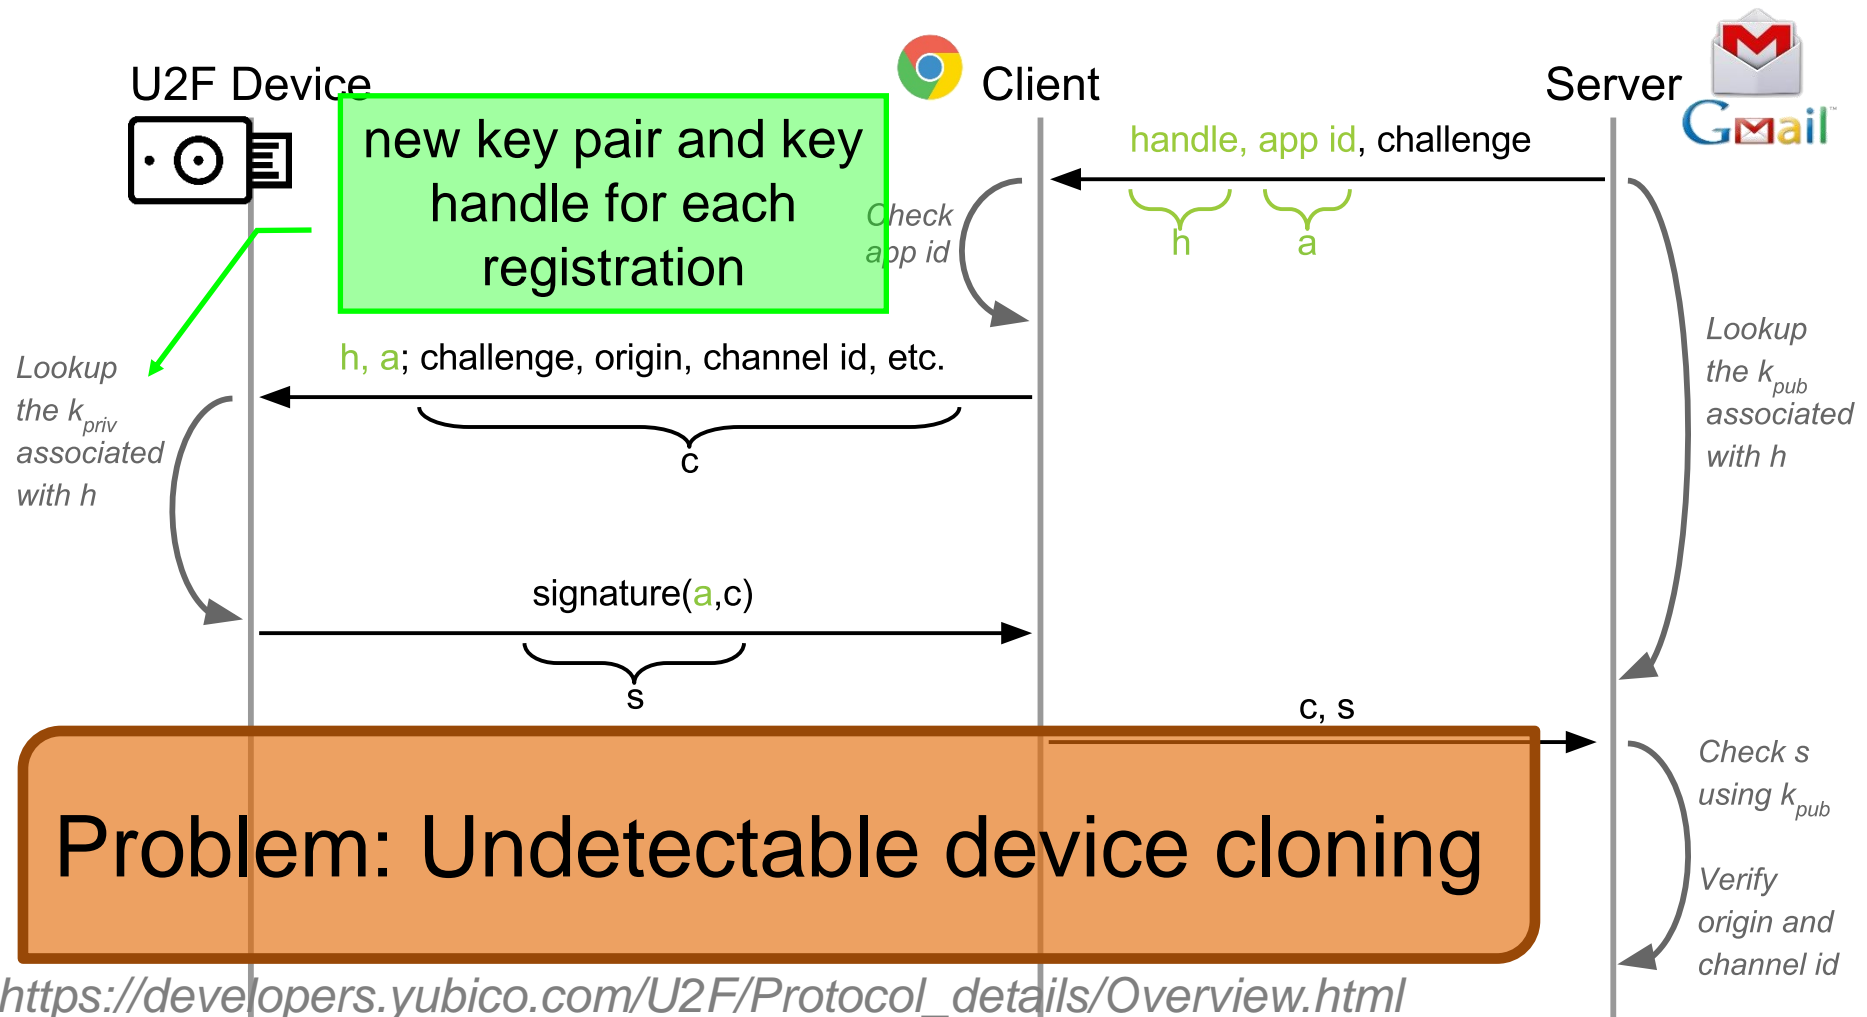 U2F Device
Client
Server
Gmail
new key pair and key
handle for each
registration
handle, app id, challenge
h
a
Check
app id
h, a; challenge, origin, channel id, etc.
c
Lookup
the kpriv
associated
with h
Lookup
the kpub
associated
with h
signature(a,c)
s
c, s
Problem: Undetectable device cloning
Check s
using kpub
Verify
origin and
channel id
https://developers.yubico.com/U2F/Protocol_details/Overview.html